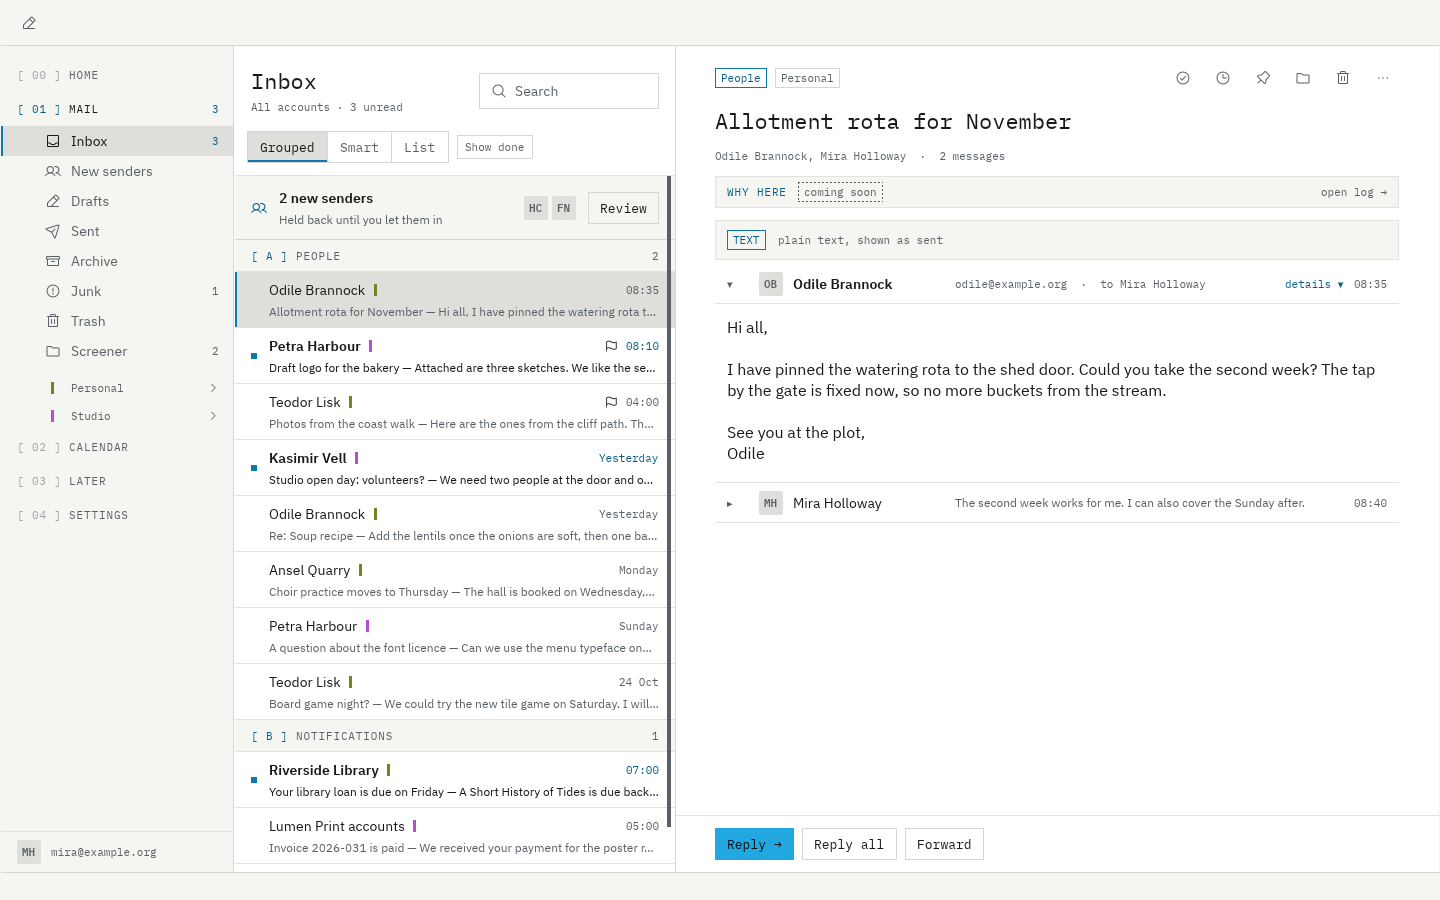 [ 00 ] HOME
[ 01 ] MAIL 3
Inbox 3
New senders
Drafts
Sent
Archive
Junk 1
Trash
Screener 2
Personal
Studio
[ 02 ] CALENDAR
[ 03 ] LATER
[ 04 ] SETTINGS
MH mira@example.org
Inbox
All accounts · 3 unread
Search
Grouped Smart List Show done
2 new senders
Held back until you let them in
HC FN Review
[ A ] PEOPLE 2
Odile Brannock 08:35
Allotment rota for November — Hi all, I have pinned the watering rota t...
Petra Harbour 08:10
Draft logo for the bakery — Attached are three sketches. We like the se...
Teodor Lisk 04:00
Photos from the coast walk — Here are the ones from the cliff path. Th...
Kasimir Vell Yesterday
Studio open day: volunteers? — We need two people at the door and o...
Odile Brannock Yesterday
Re: Soup recipe — Add the lentils once the onions are soft, then one ba...
Ansel Quarry Monday
Choir practice moves to Thursday — The hall is booked on Wednesday,...
Petra Harbour Sunday
A question about the font licence — Can we use the menu typeface on...
Teodor Lisk 24 Oct
Board game night? — We could try the new tile game on Saturday. I will...
[ B ] NOTIFICATIONS 1
Riverside Library 07:00
Your library loan is due on Friday — A Short History of Tides is due back...
Lumen Print accounts 05:00
Invoice 2026-031 is paid — We received your payment for the poster r...
People Personal
Allotment rota for November
Odile Brannock, Mira Holloway · 2 messages
WHY HERE coming soon open log →
TEXT plain text, shown as sent
OB Odile Brannock odile@example.org · to Mira Holloway details ▾ 08:35
Hi all,
I have pinned the watering rota to the shed door. Could you take the second week? The tap
by the gate is fixed now, so no more buckets from the stream.
See you at the plot,
Odile
MH Mira Holloway The second week works for me. I can also cover the Sunday after. 08:40
Reply → Reply all Forward